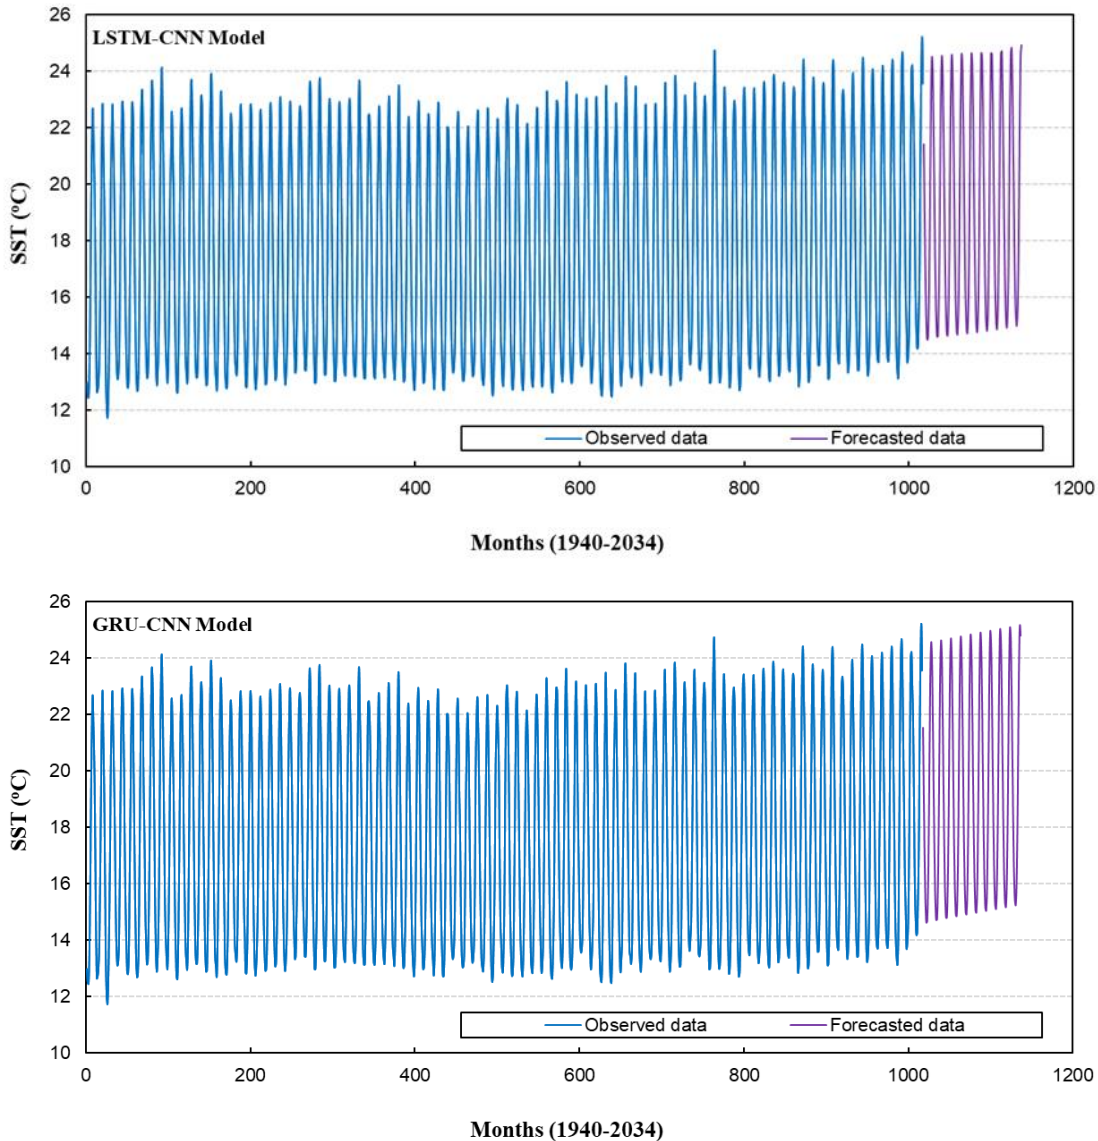 26
LSTM-CNN Model
24
22
20
18
16
14
12
10
SST (°C)
Observed data
Forecasted data
0 200 400 600 800 1000 1200
Months (1940-2034)
26
GRU-CNN Model
24
22
20
18
16
14
12
10
SST (°C)
Observed data
Forecasted data
0 200 400 600 800 1000 1200
Months (1940-2034)